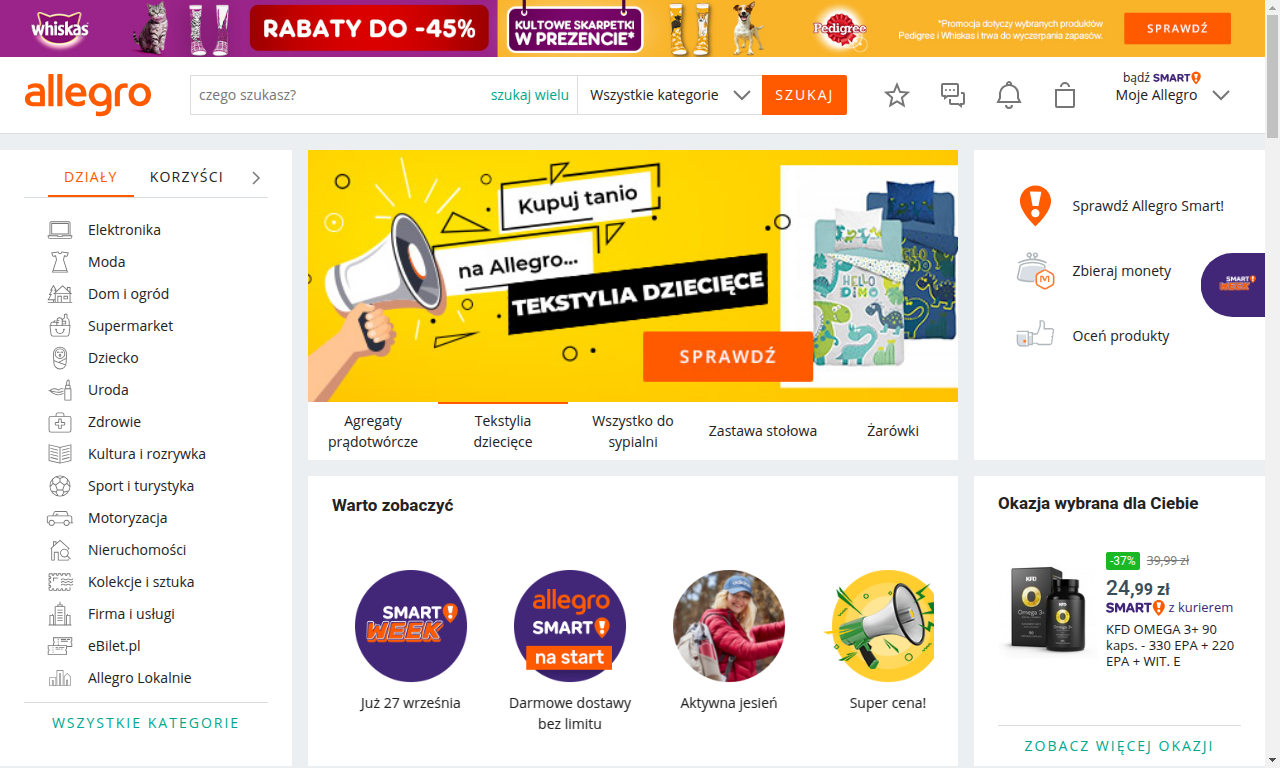 whiskas
RABATY DO -45%
KULTOWE SKARPETKI
W PREZENCIE*
Pedigree
*Promocja dotyczy wybranych produktów
Pedigree i Whiskas i trwa do wyczerpania zapasów.
SPRAWDŹ
allegro
czego szukasz?
szukaj wielu
Wszystkie kategorie
SZUKAJ
bądź SMART!
Moje Allegro
DZIAŁY
KORZYŚCI
Elektronika
Moda
Dom i ogród
Supermarket
Dziecko
Uroda
Zdrowie
Kultura i rozrywka
Sport i turystyka
Motoryzacja
Nieruchomości
Kolekcje i sztuka
Firma i usługi
eBilet.pl
Allegro Lokalnie
WSZYSTKIE KATEGORIE
Kupuj tanio
na Allegro...
TEKSTYLIA DZIECIĘCE
HELLO
DINO
SPRAWDŹ
Agregaty
prądotwórcze
Tekstylia
dziecięce
Wszystko do
sypialni
Zastawa stołowa
Żarówki
Sprawdź Allegro Smart!
Zbieraj monety
Oceń produkty
SMART!
WEEK
Warto zobaczyć
SMART!
WEEK
Już 27 września
allegro
SMART!
na start
Darmowe dostawy
bez limitu
Aktywna jesień
Super cena!
Okazja wybrana dla Ciebie
KFD
Omega 3+
-37% 39,99 zł
24,99 zł
SMART! z kurierem
KFD OMEGA 3+ 90
kaps. - 330 EPA + 220
EPA + WIT. E
ZOBACZ WIĘCEJ OKAZJI